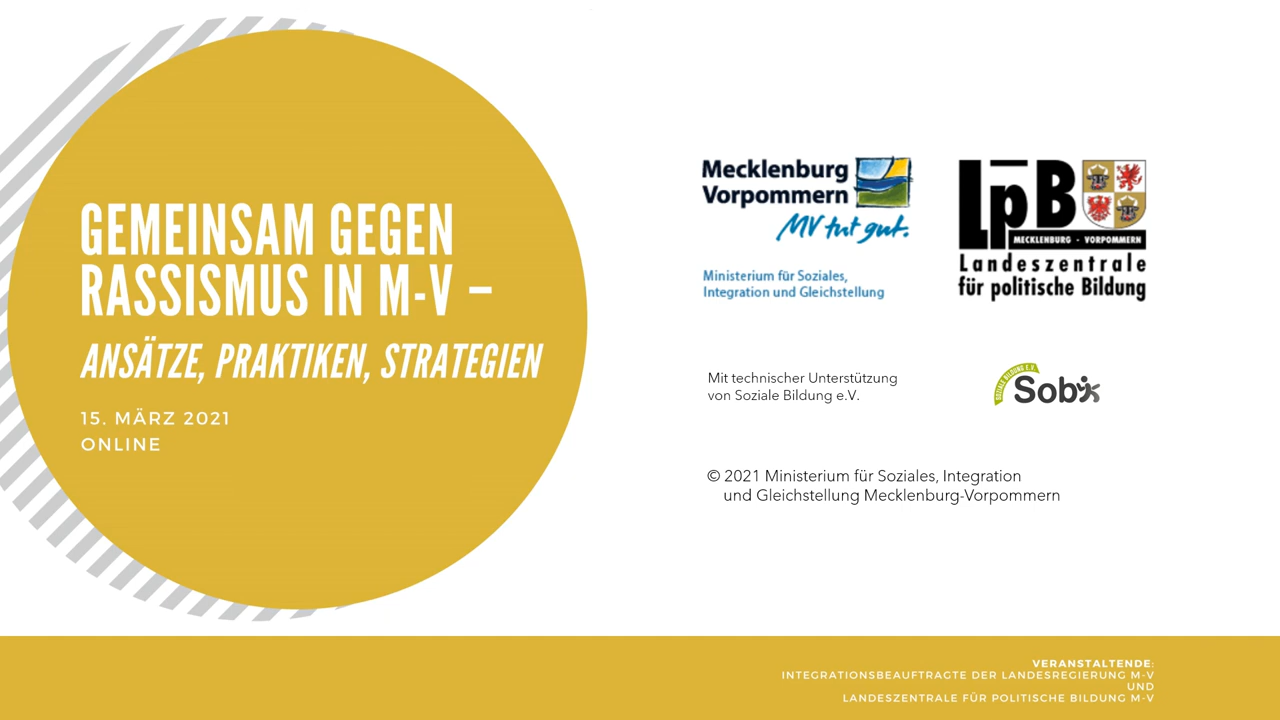 GEMEINSAM GEGEN
RASSISMUS IN M-V –
ANSÄTZE, PRAKTIKEN, STRATEGIEN
15. MÄRZ 2021
ONLINE
Mecklenburg
Vorpommern
MV tut gut.
Ministerium für Soziales,
Integration und Gleichstellung
LpB
MECKLENBURG - VORPOMMERN
Landeszentrale
für politische Bildung
Mit technischer Unterstützung
von Soziale Bildung e.V.
SOZIALE BILDUNG E.V.
Sobi
© 2021 Ministerium für Soziales, Integration
und Gleichstellung Mecklenburg-Vorpommern
VERANSTALTENDE:
INTEGRATIONSBEAUFTRAGTE DER LANDESREGIERUNG M-V
UND
LANDESZENTRALE FÜR POLITISCHE BILDUNG M-V